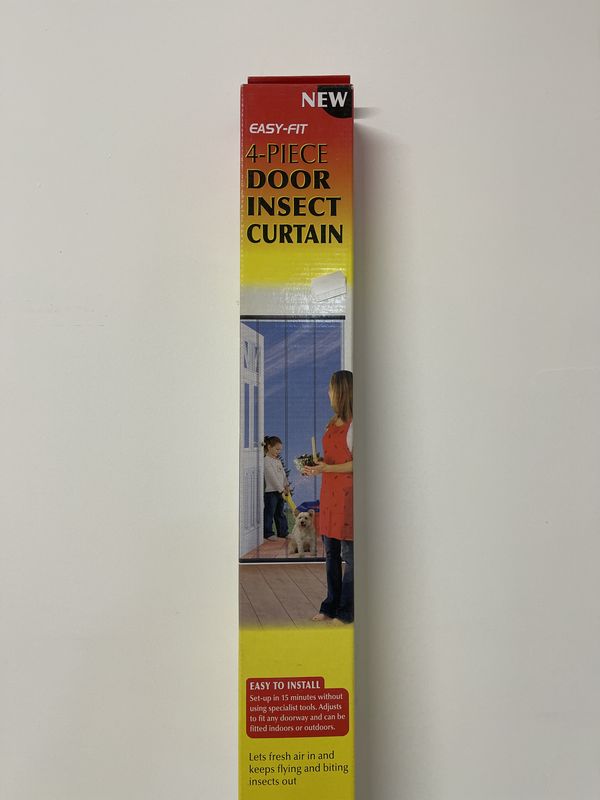 NEW
EASY-FIT
4-PIECE
DOOR
INSECT
CURTAIN
EASY TO INSTALL
Set-up in 15 minutes without
using specialist tools. Adjusts
to fit any doorway and can be
fitted indoors or outdoors.
Lets fresh air in and
keeps flying and biting
insects out